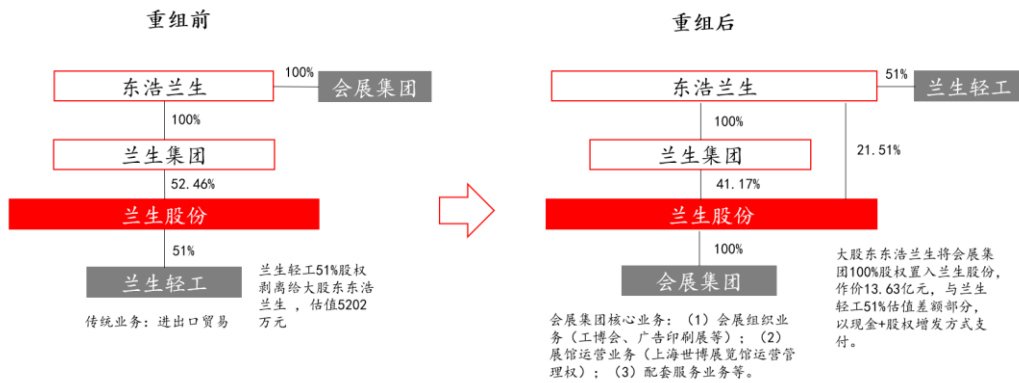 重组前
东浩兰生
100%
会展集团
100%
兰生集团
52.46%
兰生股份
51%
兰生轻工
兰生轻工51%股权
剥离给大股东东浩
兰生 ，估值5202
万元
传统业务：进出口贸易
重组后
东浩兰生
51%
兰生轻工
100%
兰生集团
21.51%
41.17%
兰生股份
100%
会展集团
大股东东浩兰生将会展集
团100%股权置入兰生股份，
作价13.63亿元，与兰生
轻工51%估值差额部分，
以现金+股权增发方式支
付。
会展集团核心业务：（1）会展组织业
务（工博会、广告印刷展等）；（2）
展馆运营业务（上海世博展览馆运营管
理权）；（3）配套服务业务等。